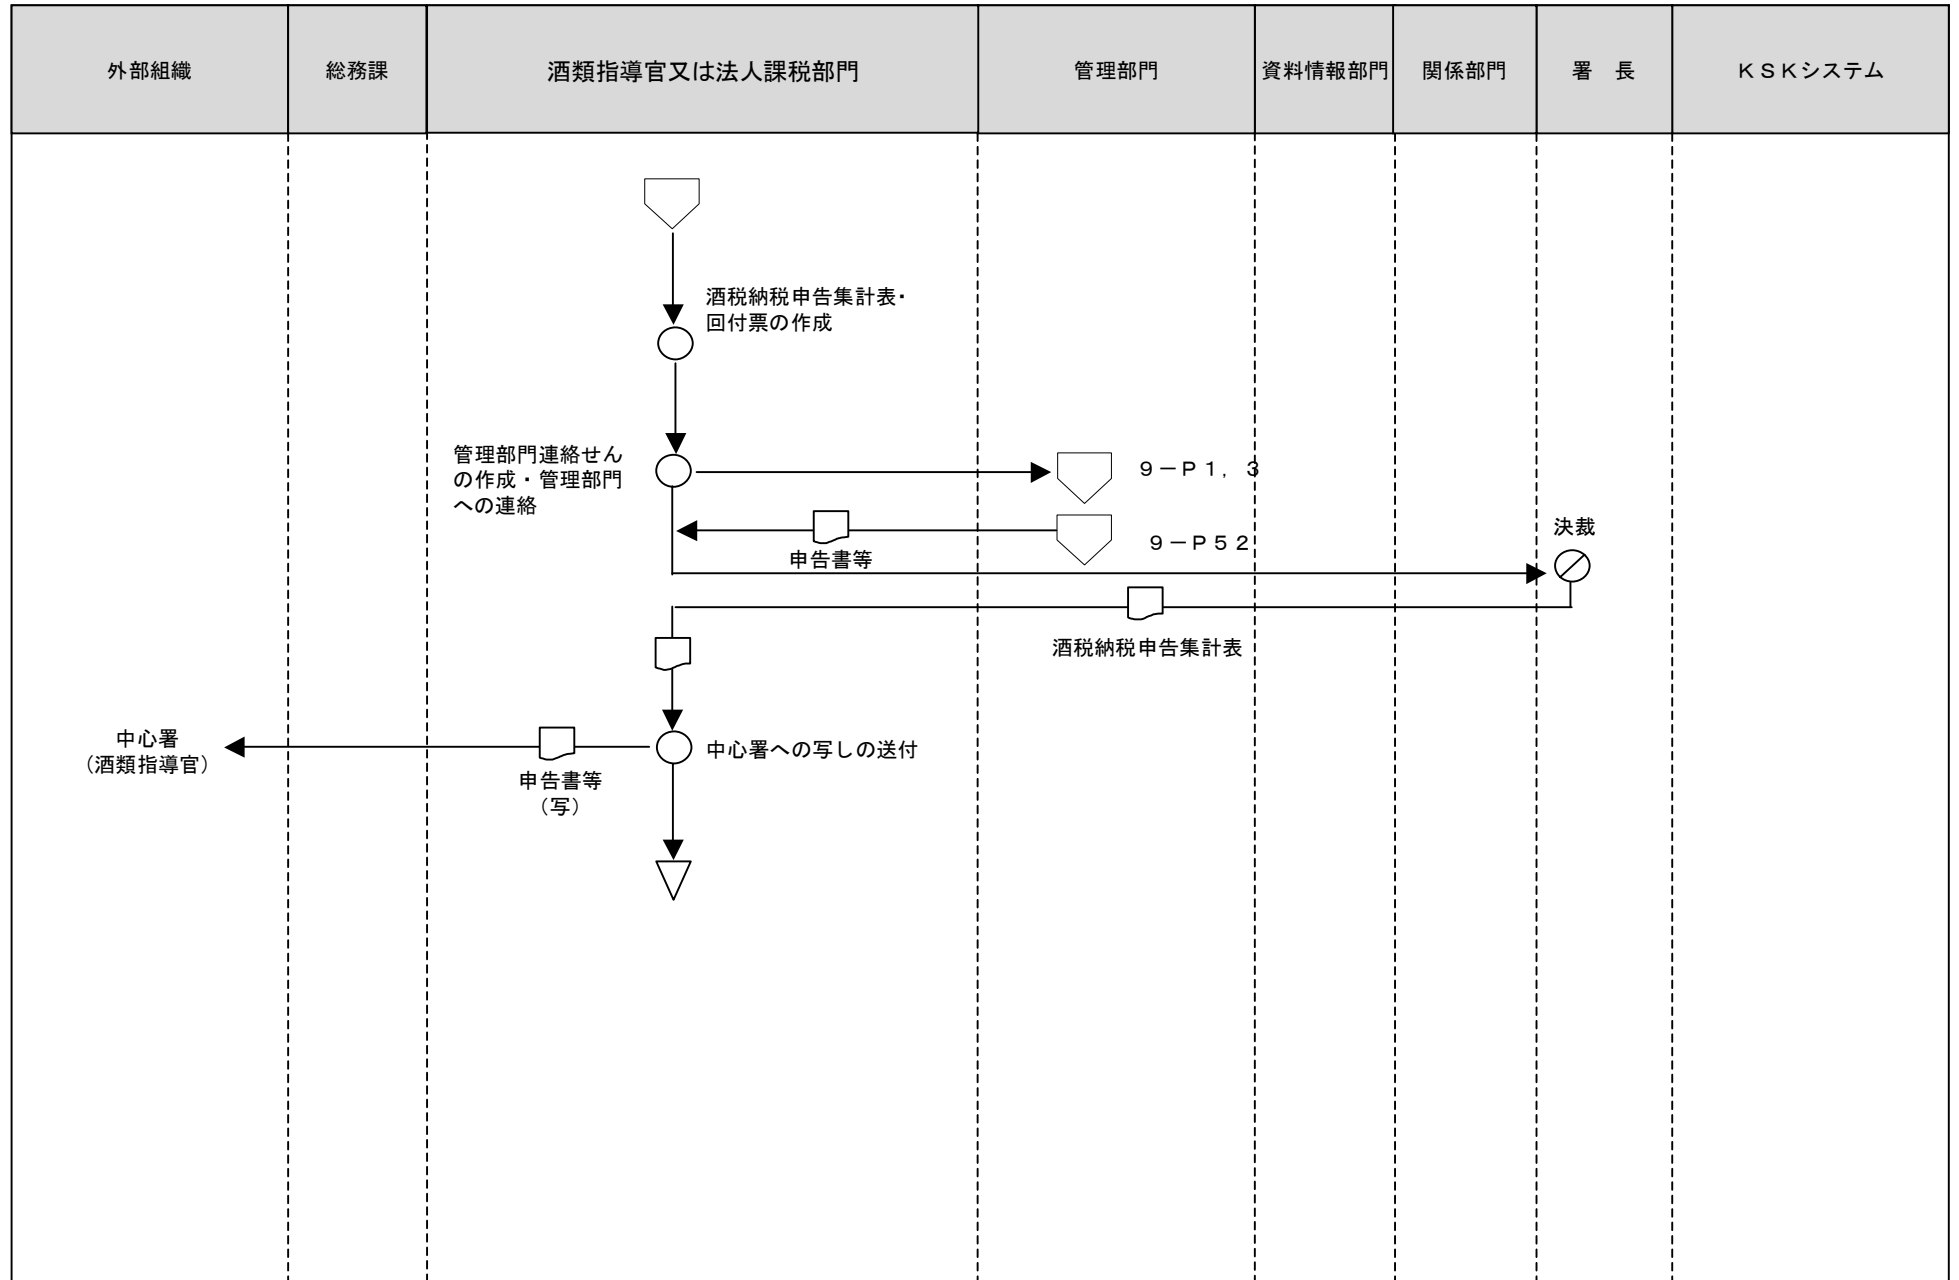 外部組織
総務課
酒類指導官又は法人課税部門
管理部門
資料情報部門
関係部門
署　長
ＫＳＫシステム
酒税納税申告集計表・
回付票の作成
管理部門連絡せん
の作成・管理部門
への連絡
９－Ｐ１，３
９－Ｐ５２
申告書等
決裁
酒税納税申告集計表
中心署
（酒類指導官）
中心署への写しの送付
申告書等
（写）